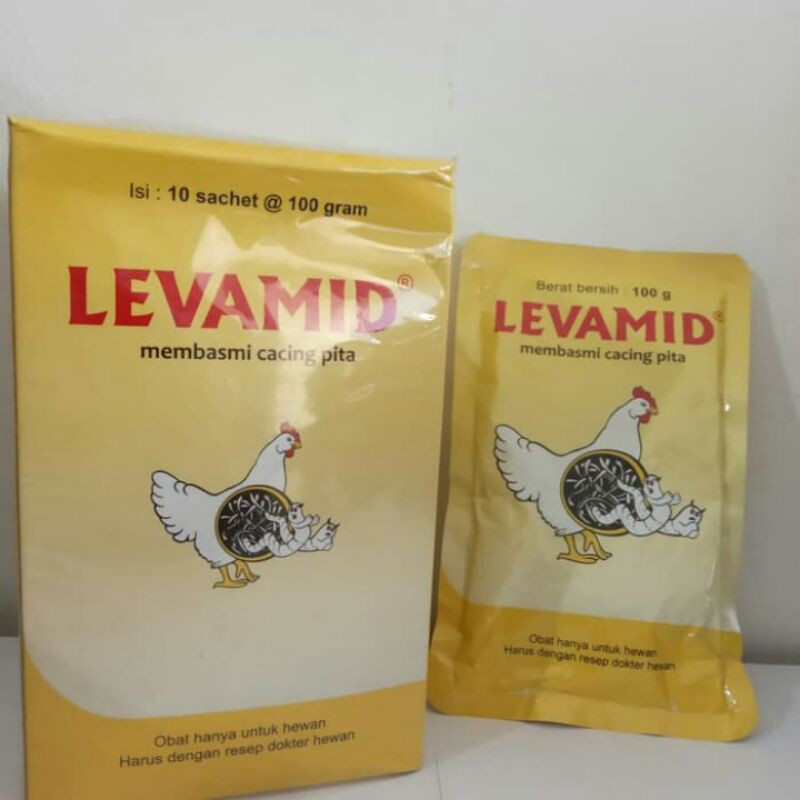 Isi : 10 sachet @ 100 gram
LEVAMID®
membasmi cacing pita
Obat hanya untuk hewan
Harus dengan resep dokter hewan
Berat bersih : 100 g
LEVAMID®
membasmi cacing pita
Obat hanya untuk hewan
Harus dengan resep dokter hewan